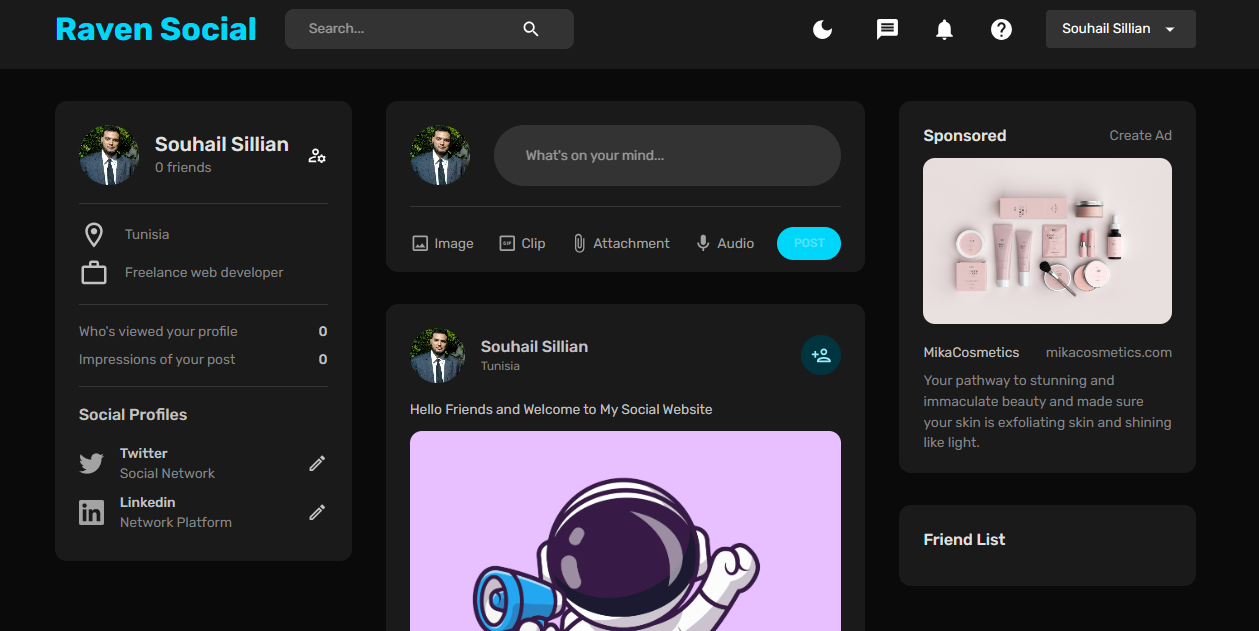 Raven Social
Search...
Souhail Sillian
Souhail Sillian
0 friends
Tunisia
Freelance web developer
Who's viewed your profile 0
Impressions of your post 0
Social Profiles
Twitter
Social Network
Linkedin
Network Platform
What's on your mind...
Image
GIF Clip
Attachment
Audio
POST
Souhail Sillian
Tunisia
Hello Friends and Welcome to My Social Website
Sponsored
Create Ad
MikaCosmetics
mikacosmetics.com
Your pathway to stunning and
immaculate beauty and made sure
your skin is exfoliating skin and shining
like light.
Friend List